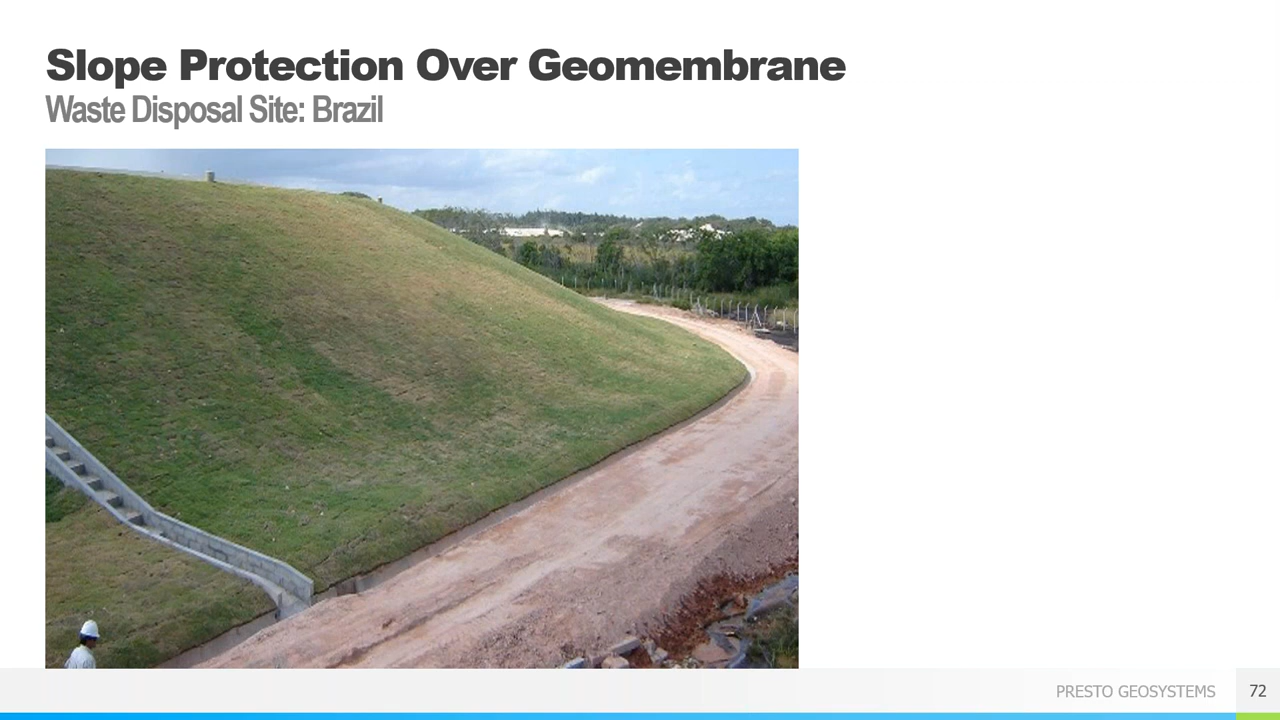 Slope Protection Over Geomembrane
Waste Disposal Site: Brazil
PRESTO GEOSYSTEMS
72